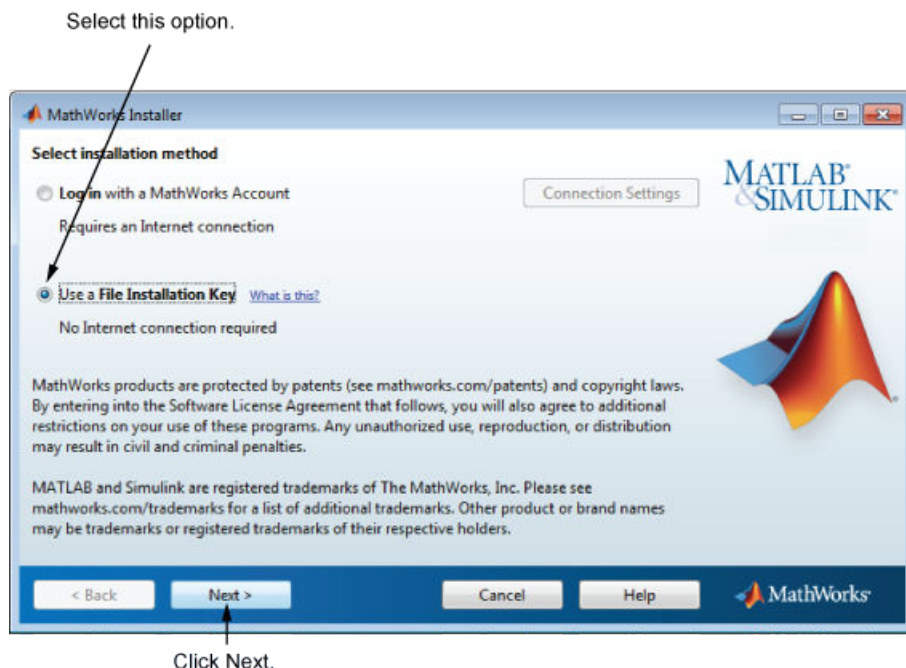 Select this option.
MathWorks Installer
Select installation method
Log in with a MathWorks Account
Connection Settings
Requires an Internet connection
MATLAB®
&SIMULINK®
Use a File Installation Key What is this?
No Internet connection required
MathWorks products are protected by patents (see mathworks.com/patents) and copyright laws.
By entering into the Software License Agreement that follows, you will also agree to additional
restrictions on your use of these programs. Any unauthorized use, reproduction, or distribution
may result in civil and criminal penalties.
MATLAB and Simulink are registered trademarks of The MathWorks, Inc. Please see
mathworks.com/trademarks for a list of additional trademarks. Other product or brand names
may be trademarks or registered trademarks of their respective holders.
< Back Next > Cancel Help MathWorks®
Click Next.